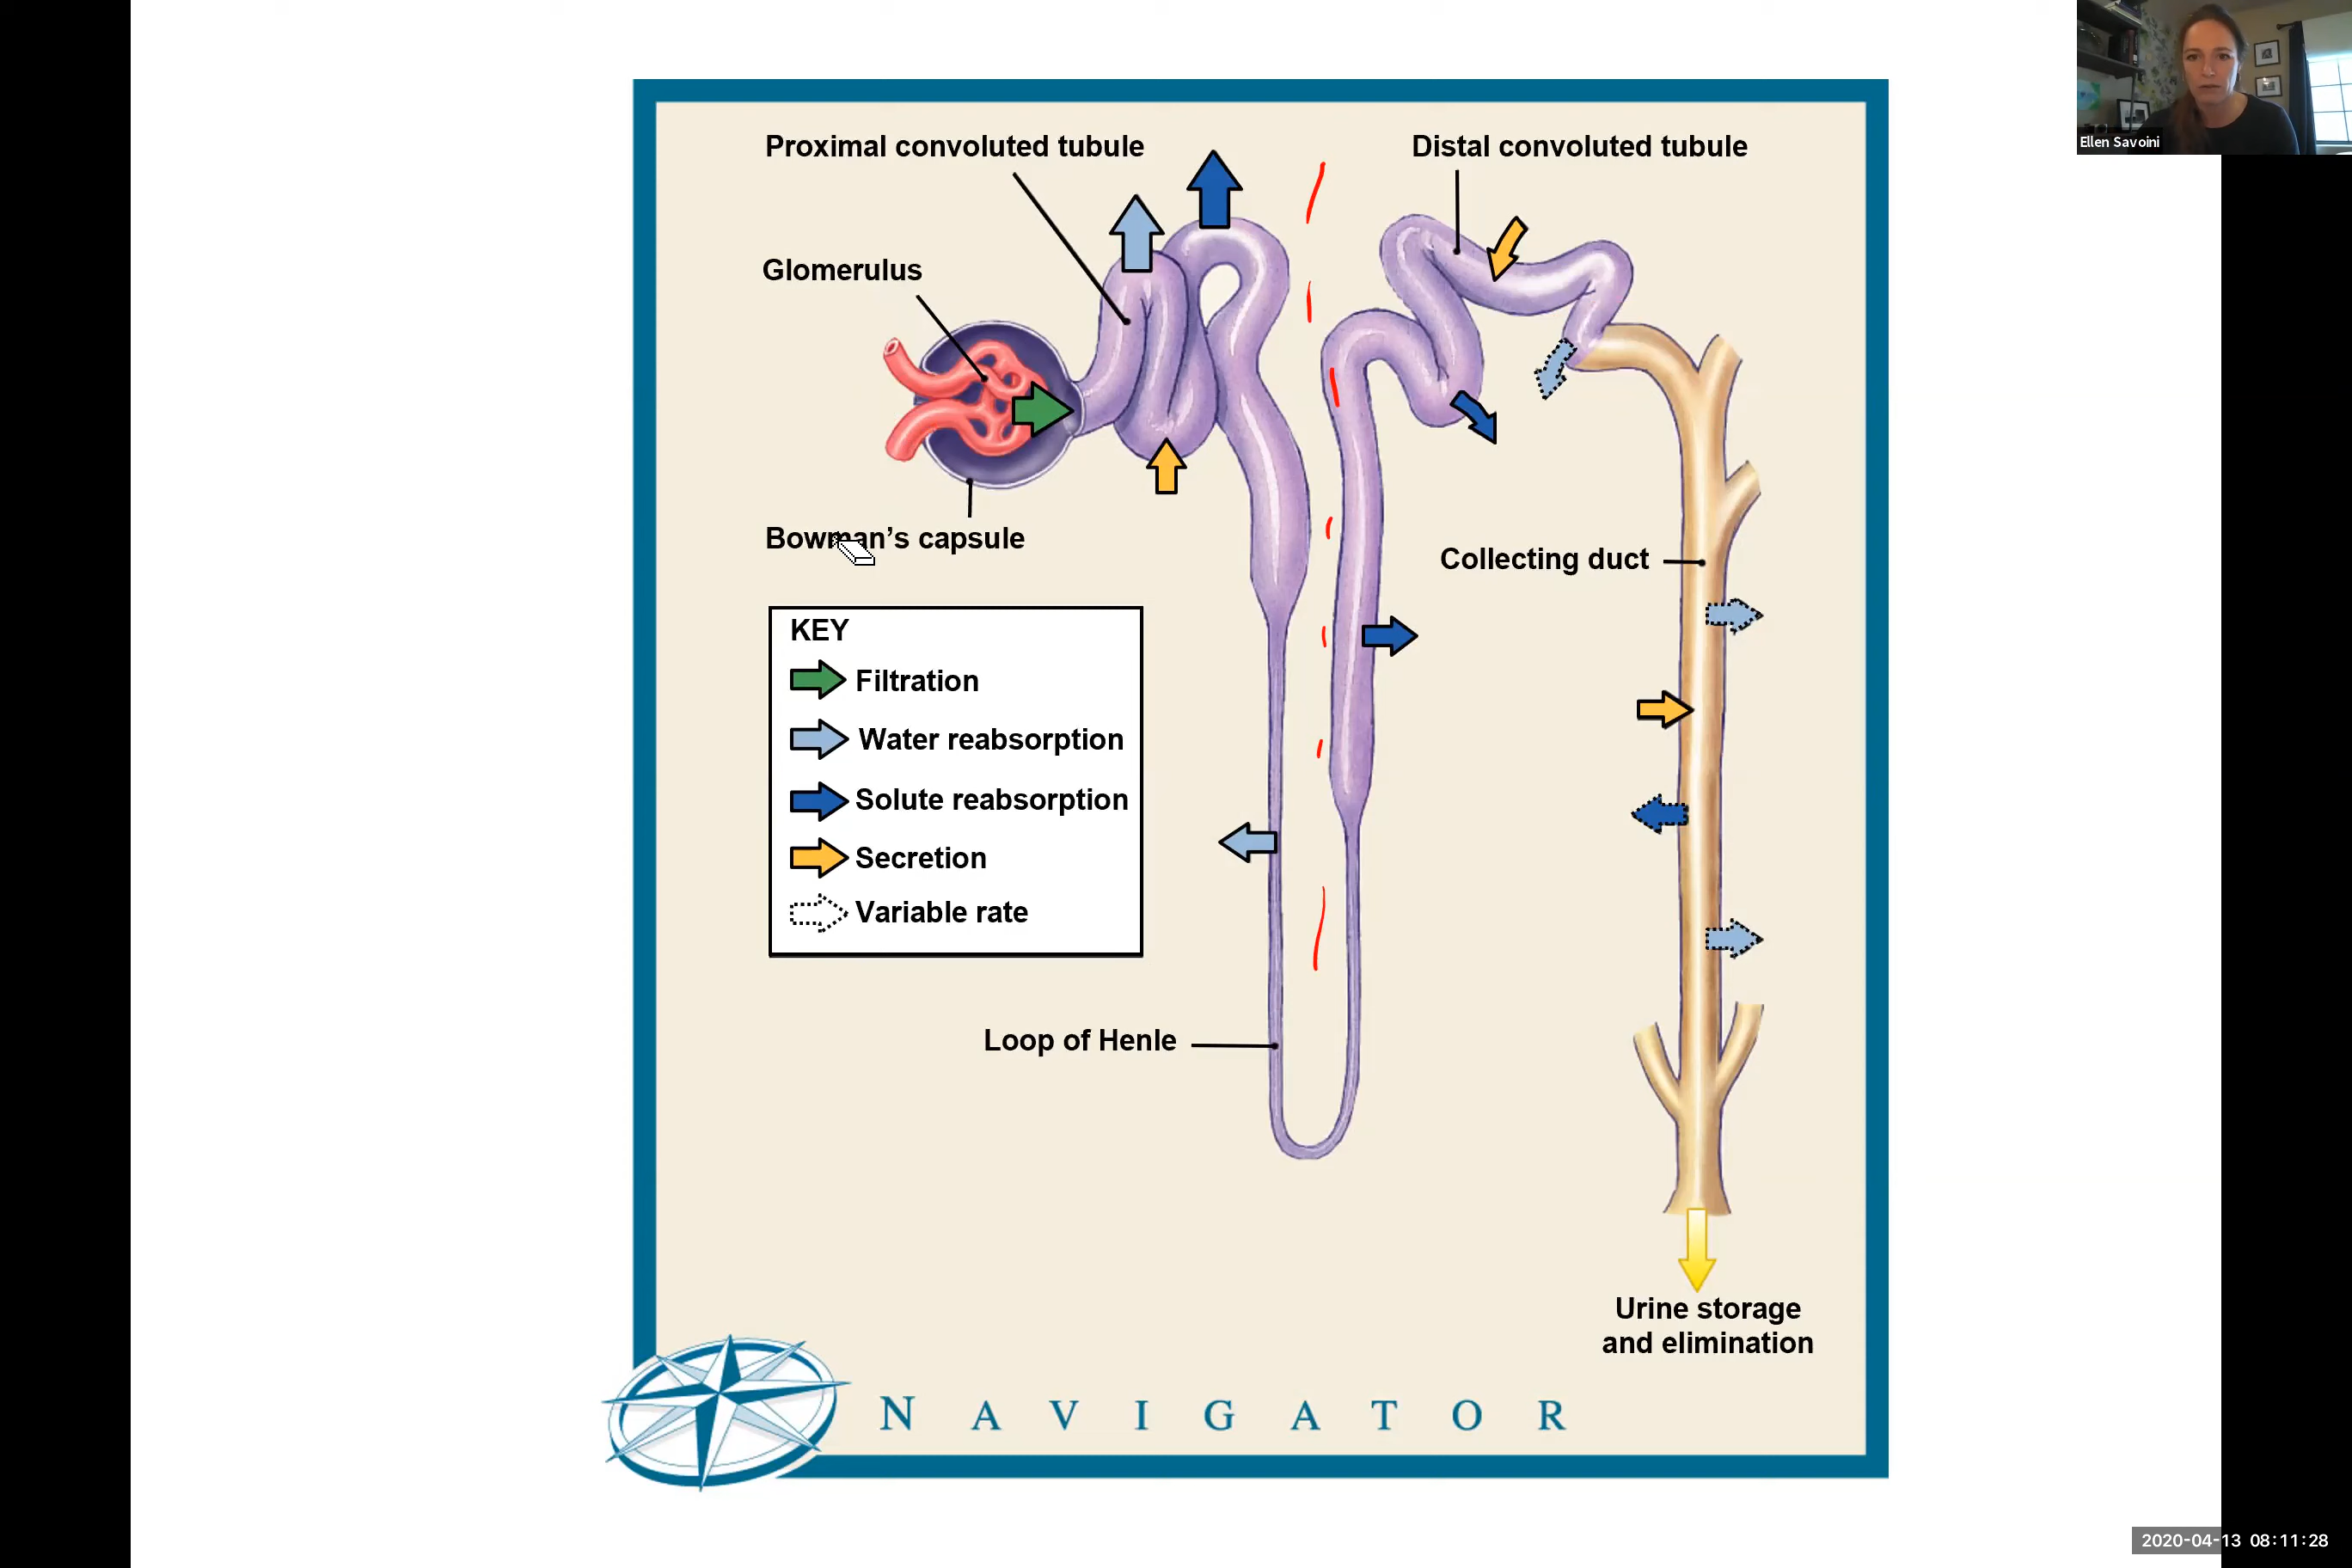 Ellen Savoini
Proximal convoluted tubule
Distal convoluted tubule
Glomerulus
Bowman's capsule
Collecting duct
KEY
Filtration
Water reabsorption
Solute reabsorption
Secretion
Variable rate
Loop of Henle
Urine storage
and elimination
NAVIGATOR
2020-04-13 08:11:28